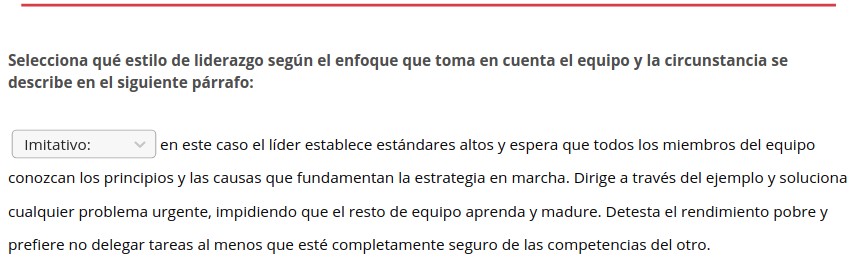 Selecciona qué estilo de liderazgo según el enfoque que toma en cuenta el equipo y la circunstancia se
describe en el siguiente párrafo:
Imitativo: en este caso el líder establece estándares altos y espera que todos los miembros del equipo
conozcan los principios y las causas que fundamentan la estrategia en marcha. Dirige a través del ejemplo y soluciona
cualquier problema urgente, impidiendo que el resto de equipo aprenda y madure. Detesta el rendimiento pobre y
prefiere no delegar tareas al menos que esté completamente seguro de las competencias del otro.